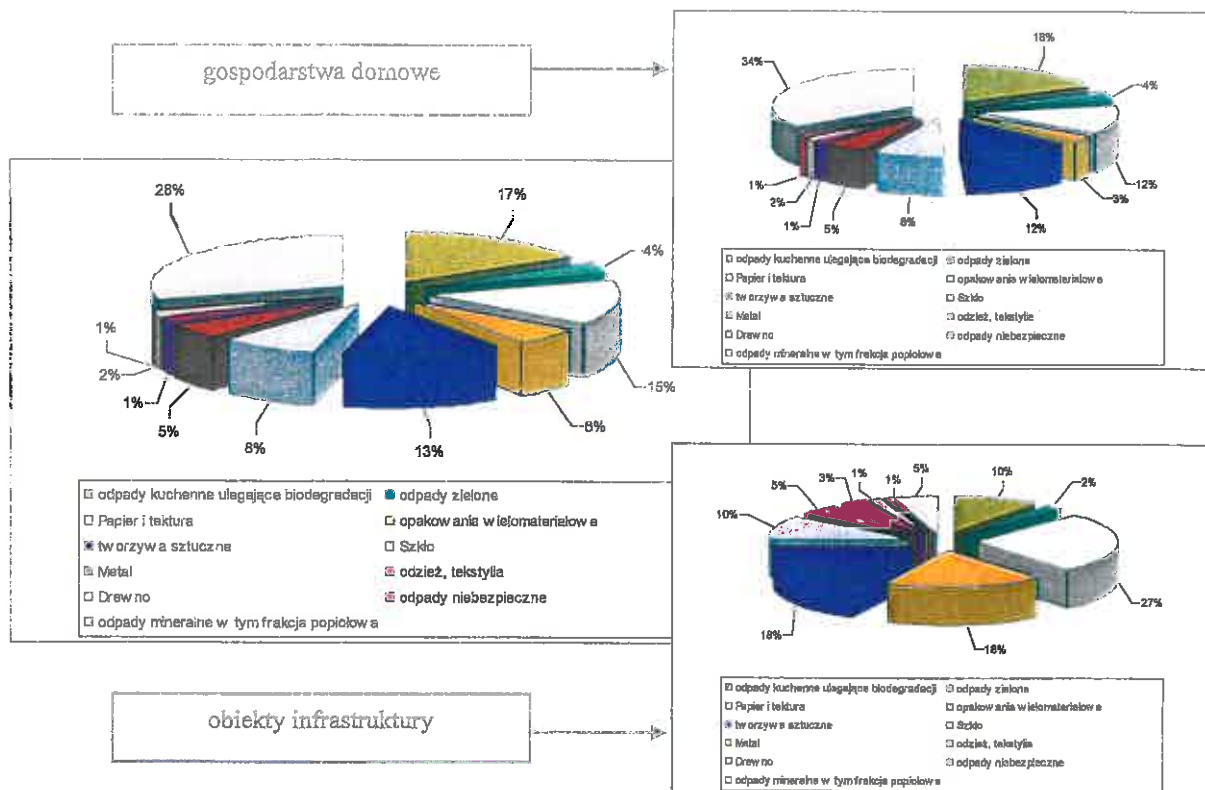 gospodarstwa domowe
18%
34%
4%
12%
3%
12%
8%
5%
1%
2%
1%
odpady kuchenne ulegające biodegradacji
odpady zielone
Papier i tektura
opakowania wielomateriałowe
tworzywa sztuczne
Szkło
Metal
odzież, tekstylia
Drewno
odpady niebezpieczne
odpady mineralne w tym frakcja popiołowa
28%
17%
4%
15%
6%
13%
8%
5%
1%
2%
1%
odpady kuchenne ulegające biodegradacji
odpady zielone
Papier i tektura
opakowania wielomateriałowe
tworzywa sztuczne
Szkło
Metal
odzież, tekstylia
Drewno
odpady niebezpieczne
odpady mineralne w tym frakcja popiołowa
obiekty infrastruktury
5%
3%
1%
1%
5%
10%
2%
10%
27%
18%
18%
odpady kuchenne ulegające biodegradacji
odpady zielone
Papier i tektura
opakowania wielomateriałowe
tworzywa sztuczne
Szkło
Metal
odzież, tekstylia
Drewno
odpady niebezpieczne
odpady mineralne w tym frakcja popiołowa